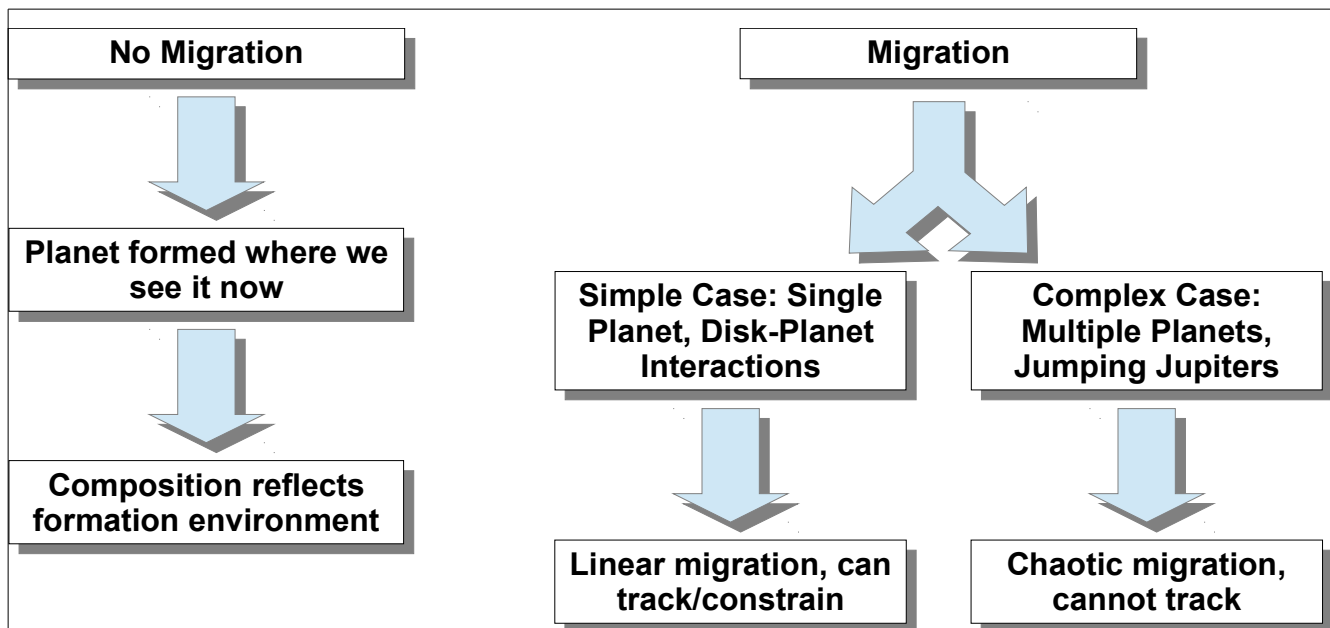 No Migration
Migration
Planet formed where we
see it now
Simple Case: Single
Planet, Disk-Planet
Interactions
Complex Case:
Multiple Planets,
Jumping Jupiters
Composition reflects
formation environment
Linear migration, can
track/constrain
Chaotic migration,
cannot track